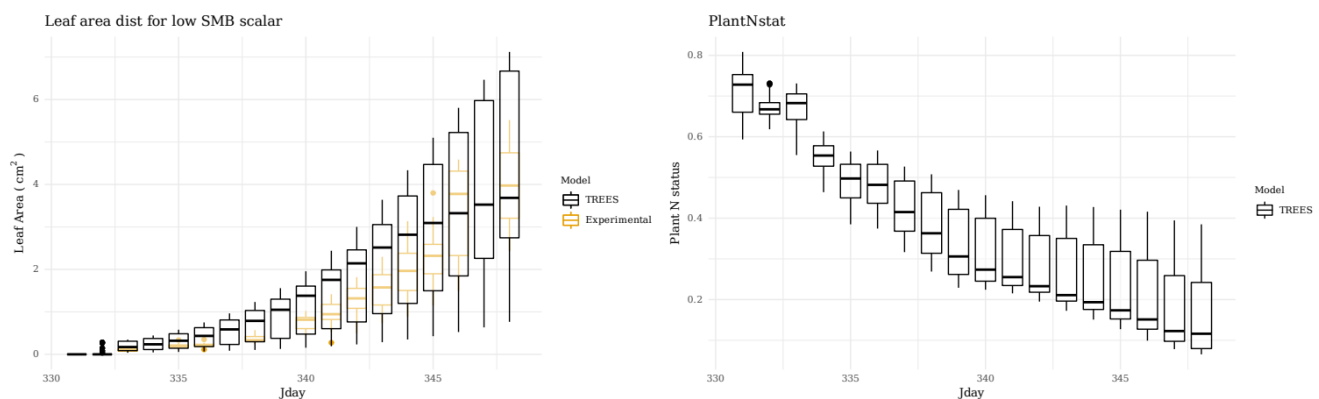 Leaf area dist for low SMB scalar
Leaf Area ( cm² )
6
4
2
0
330
335
340
345
Jday
Model
TREES
Experimental
PlantNstat
Plant N status
0.8
0.6
0.4
0.2
330
335
340
345
Jday
Model
TREES